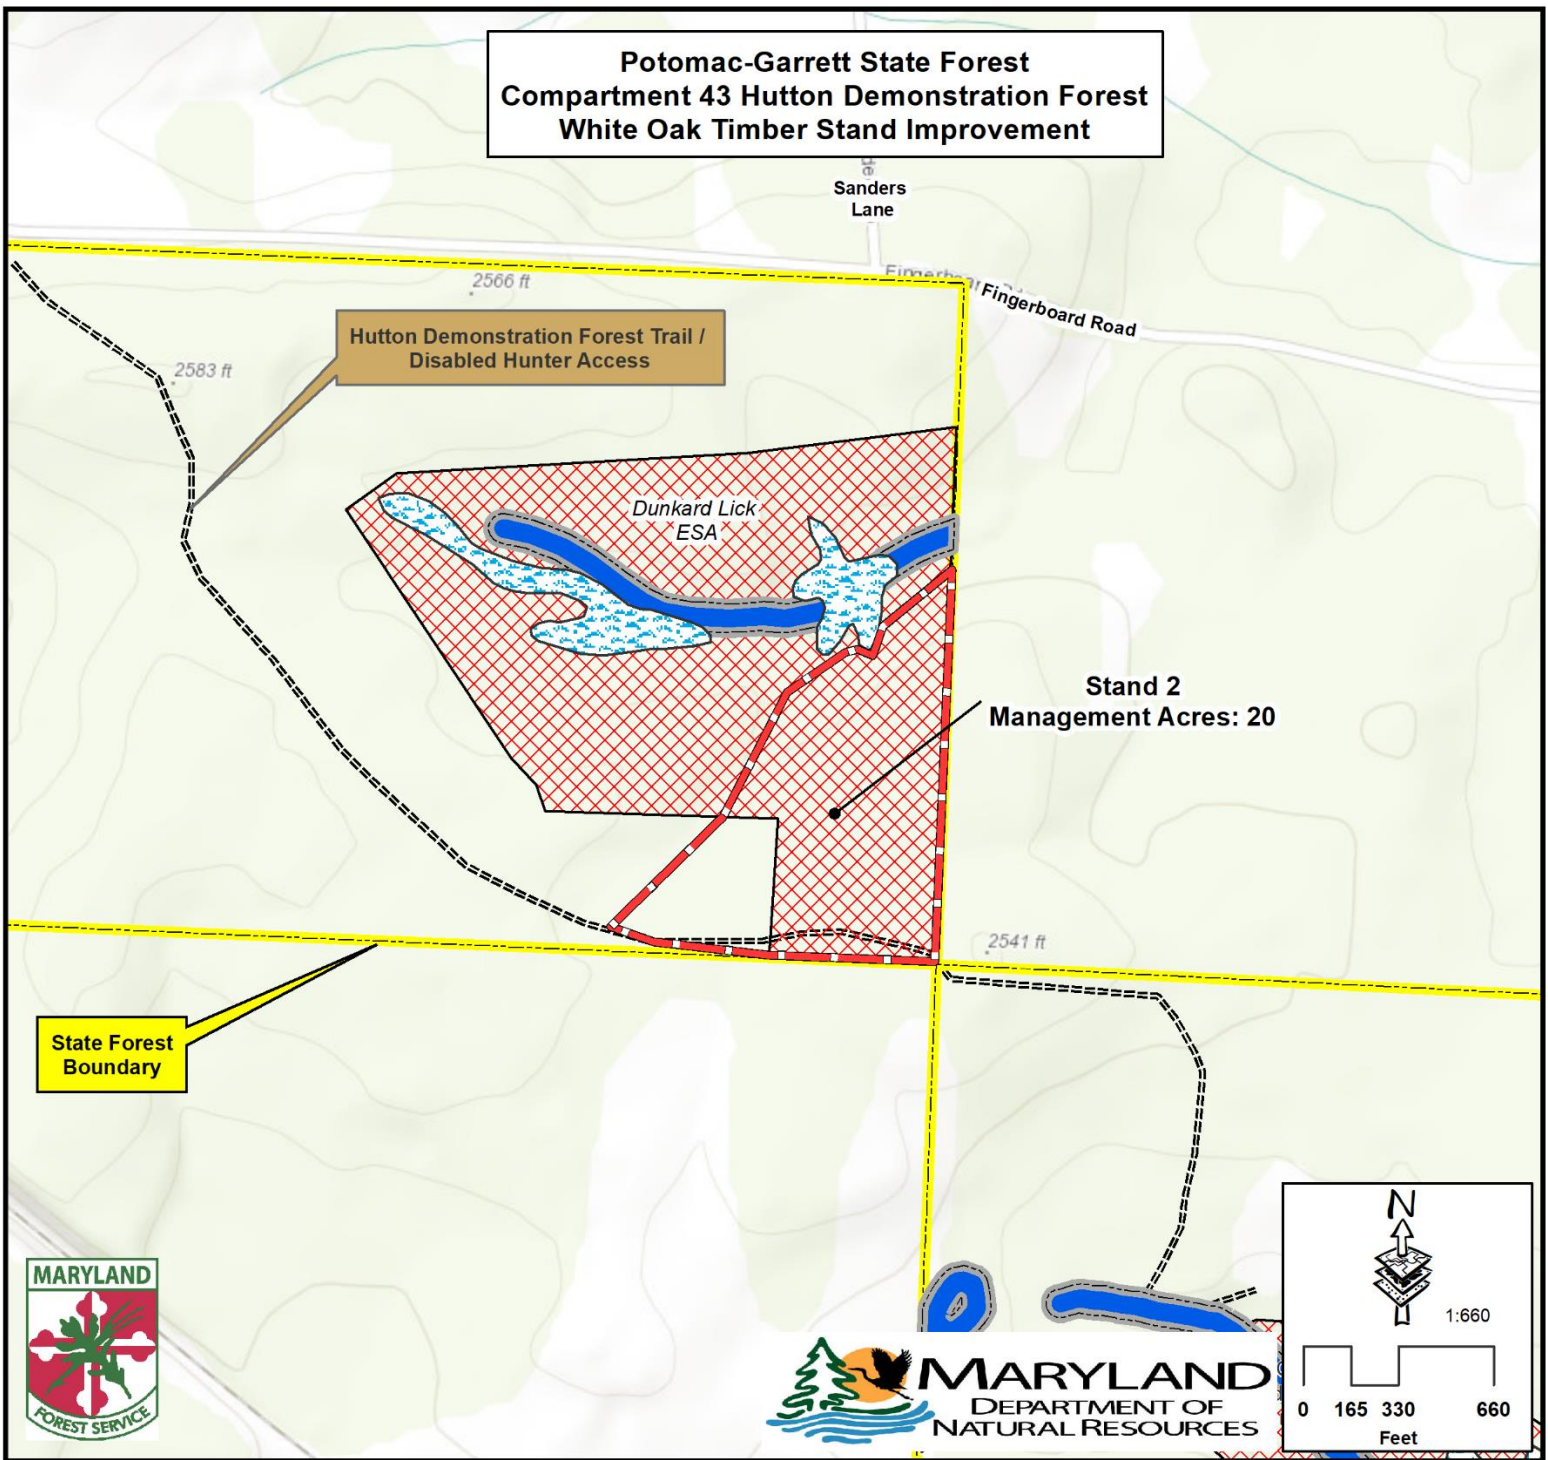 Potomac-Garrett State Forest
Compartment 43 Hutton Demonstration Forest
White Oak Timber Stand Improvement
Sanders
Lane
Fingerboard Road
2566 ft
Hutton Demonstration Forest Trail /
Disabled Hunter Access
2583 ft
Dunkard Lick
ESA
Stand 2
Management Acres: 20
2541 ft
State Forest
Boundary
N
1:660
0 165 330 660
Feet
MARYLAND
FOREST SERVICE
MARYLAND
DEPARTMENT OF
NATURAL RESOURCES